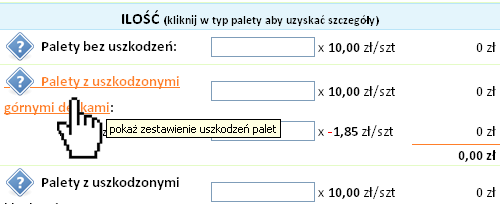 ILOŚĆ (kliknij w typ palety aby uzyskać szczegóły)
Palety bez uszkodzeń: x 10,00 zł/szt 0 zł
Palety z uszkodzonymi x 10,00 zł/szt 0 zł
górnymi de kami:
pokaż zestawienie uszkodzeń palet x -1,85 zł/szt 0 zł
0,00 zł
Palety z uszkodzonymi x 10,00 zł/szt 0 zł